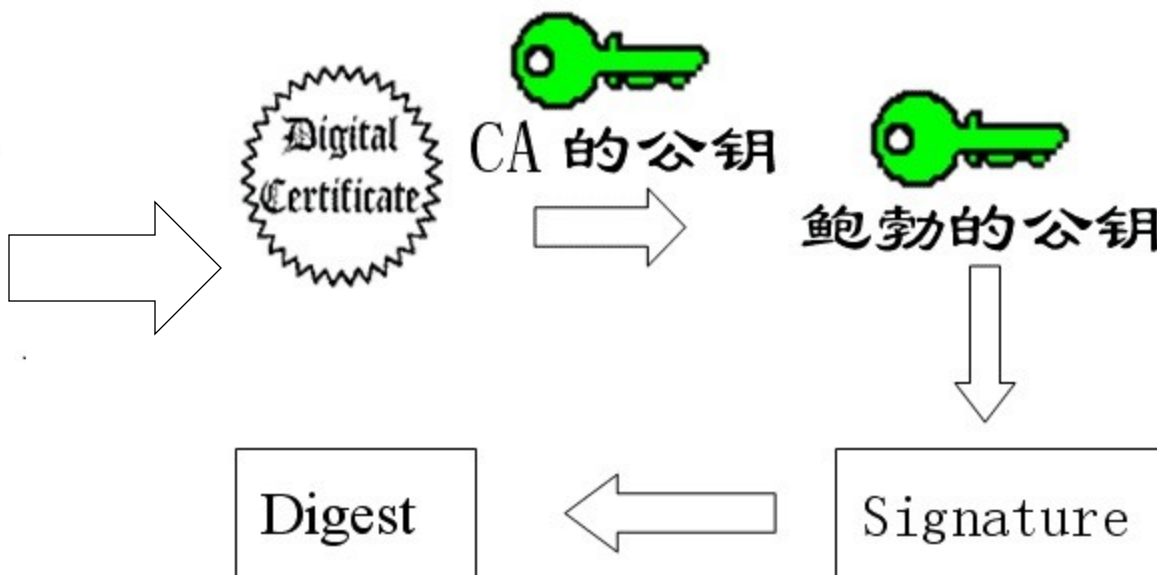 Digital
Certificate
CA 的公钥
鲍勃的公钥
Digest
Signature